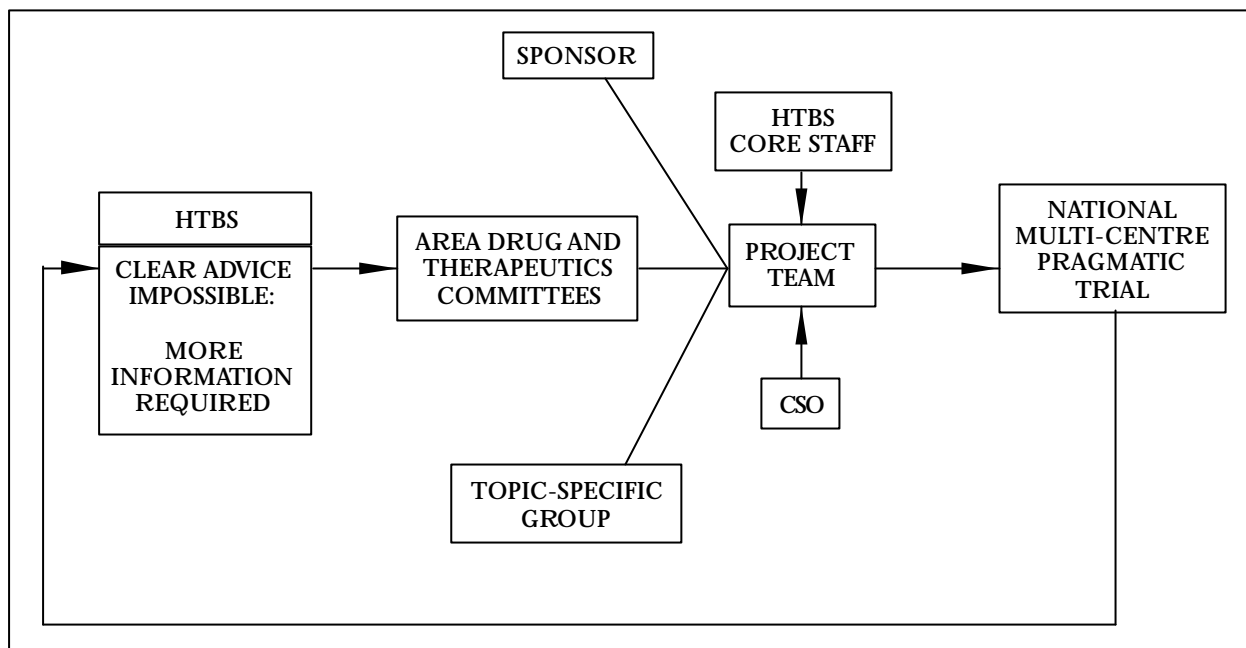 SPONSOR
HTBS
CORE STAFF
HTBS
CLEAR ADVICE
IMPOSSIBLE:
MORE
INFORMATION
REQUIRED
AREA DRUG AND
THERAPEUTICS
COMMITTEES
PROJECT
TEAM
NATIONAL
MULTI-CENTRE
PRAGMATIC
TRIAL
CSO
TOPIC-SPECIFIC
GROUP